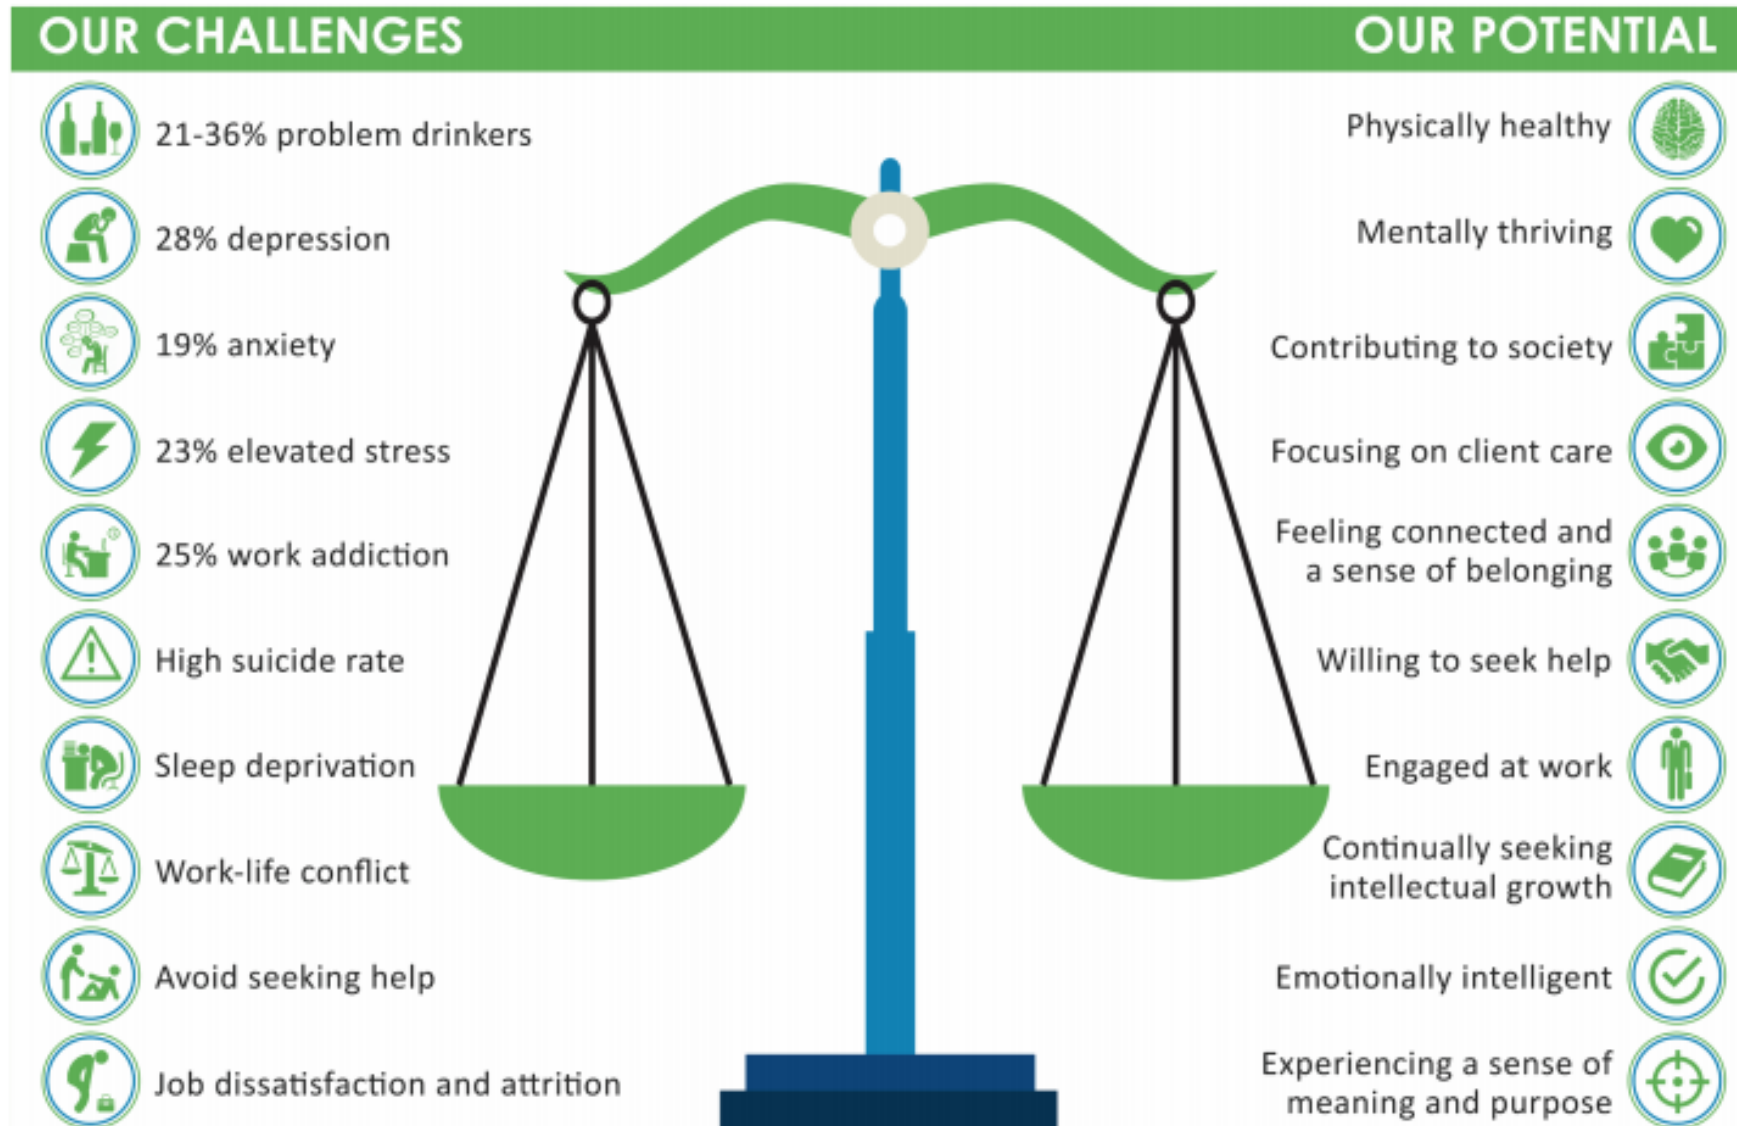 OUR CHALLENGES
21-36% problem drinkers
28% depression
19% anxiety
23% elevated stress
25% work addiction
High suicide rate
Sleep deprivation
Work-life conflict
Avoid seeking help
Job dissatisfaction and attrition
OUR POTENTIAL
Physically healthy
Mentally thriving
Contributing to society
Focusing on client care
Feeling connected and
a sense of belonging
Willing to seek help
Engaged at work
Continually seeking
intellectual growth
Emotionally intelligent
Experiencing a sense of
meaning and purpose